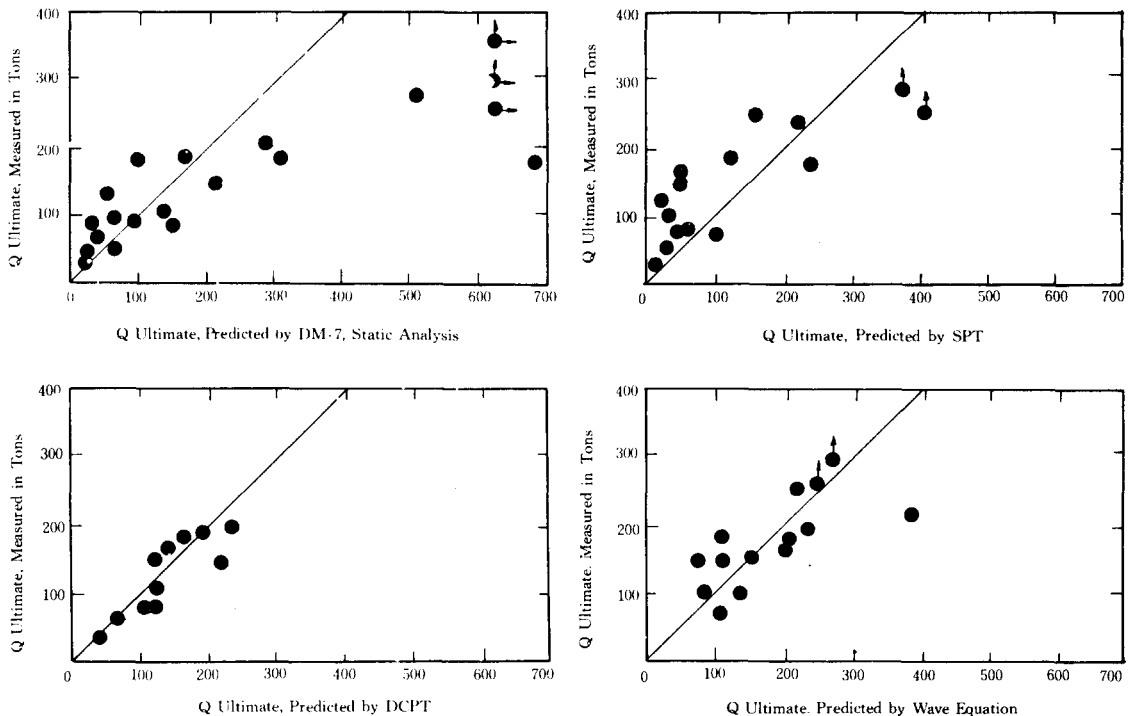 400
300
200
100
0 100 200 300 400 500 600 700
Q Ultimate, Measured in Tons
Q Ultimate, Predicted by DM-7, Static Analysis
400
300
200
100
0 100 200 300 400 500 600 700
Q Ultimate, Measured in Tons
Q Ultimate, Predicted by SPT
400
300
200
100
0 100 200 300 400 500 600 700
Q Ultimate, Measured in Tons
Q Ultimate, Predicted by DCPT
400
300
200
100
0 100 200 300 400 500 600 700
Q Ultimate. Measured in Tons
Q Ultimate. Predicted by Wave Equation